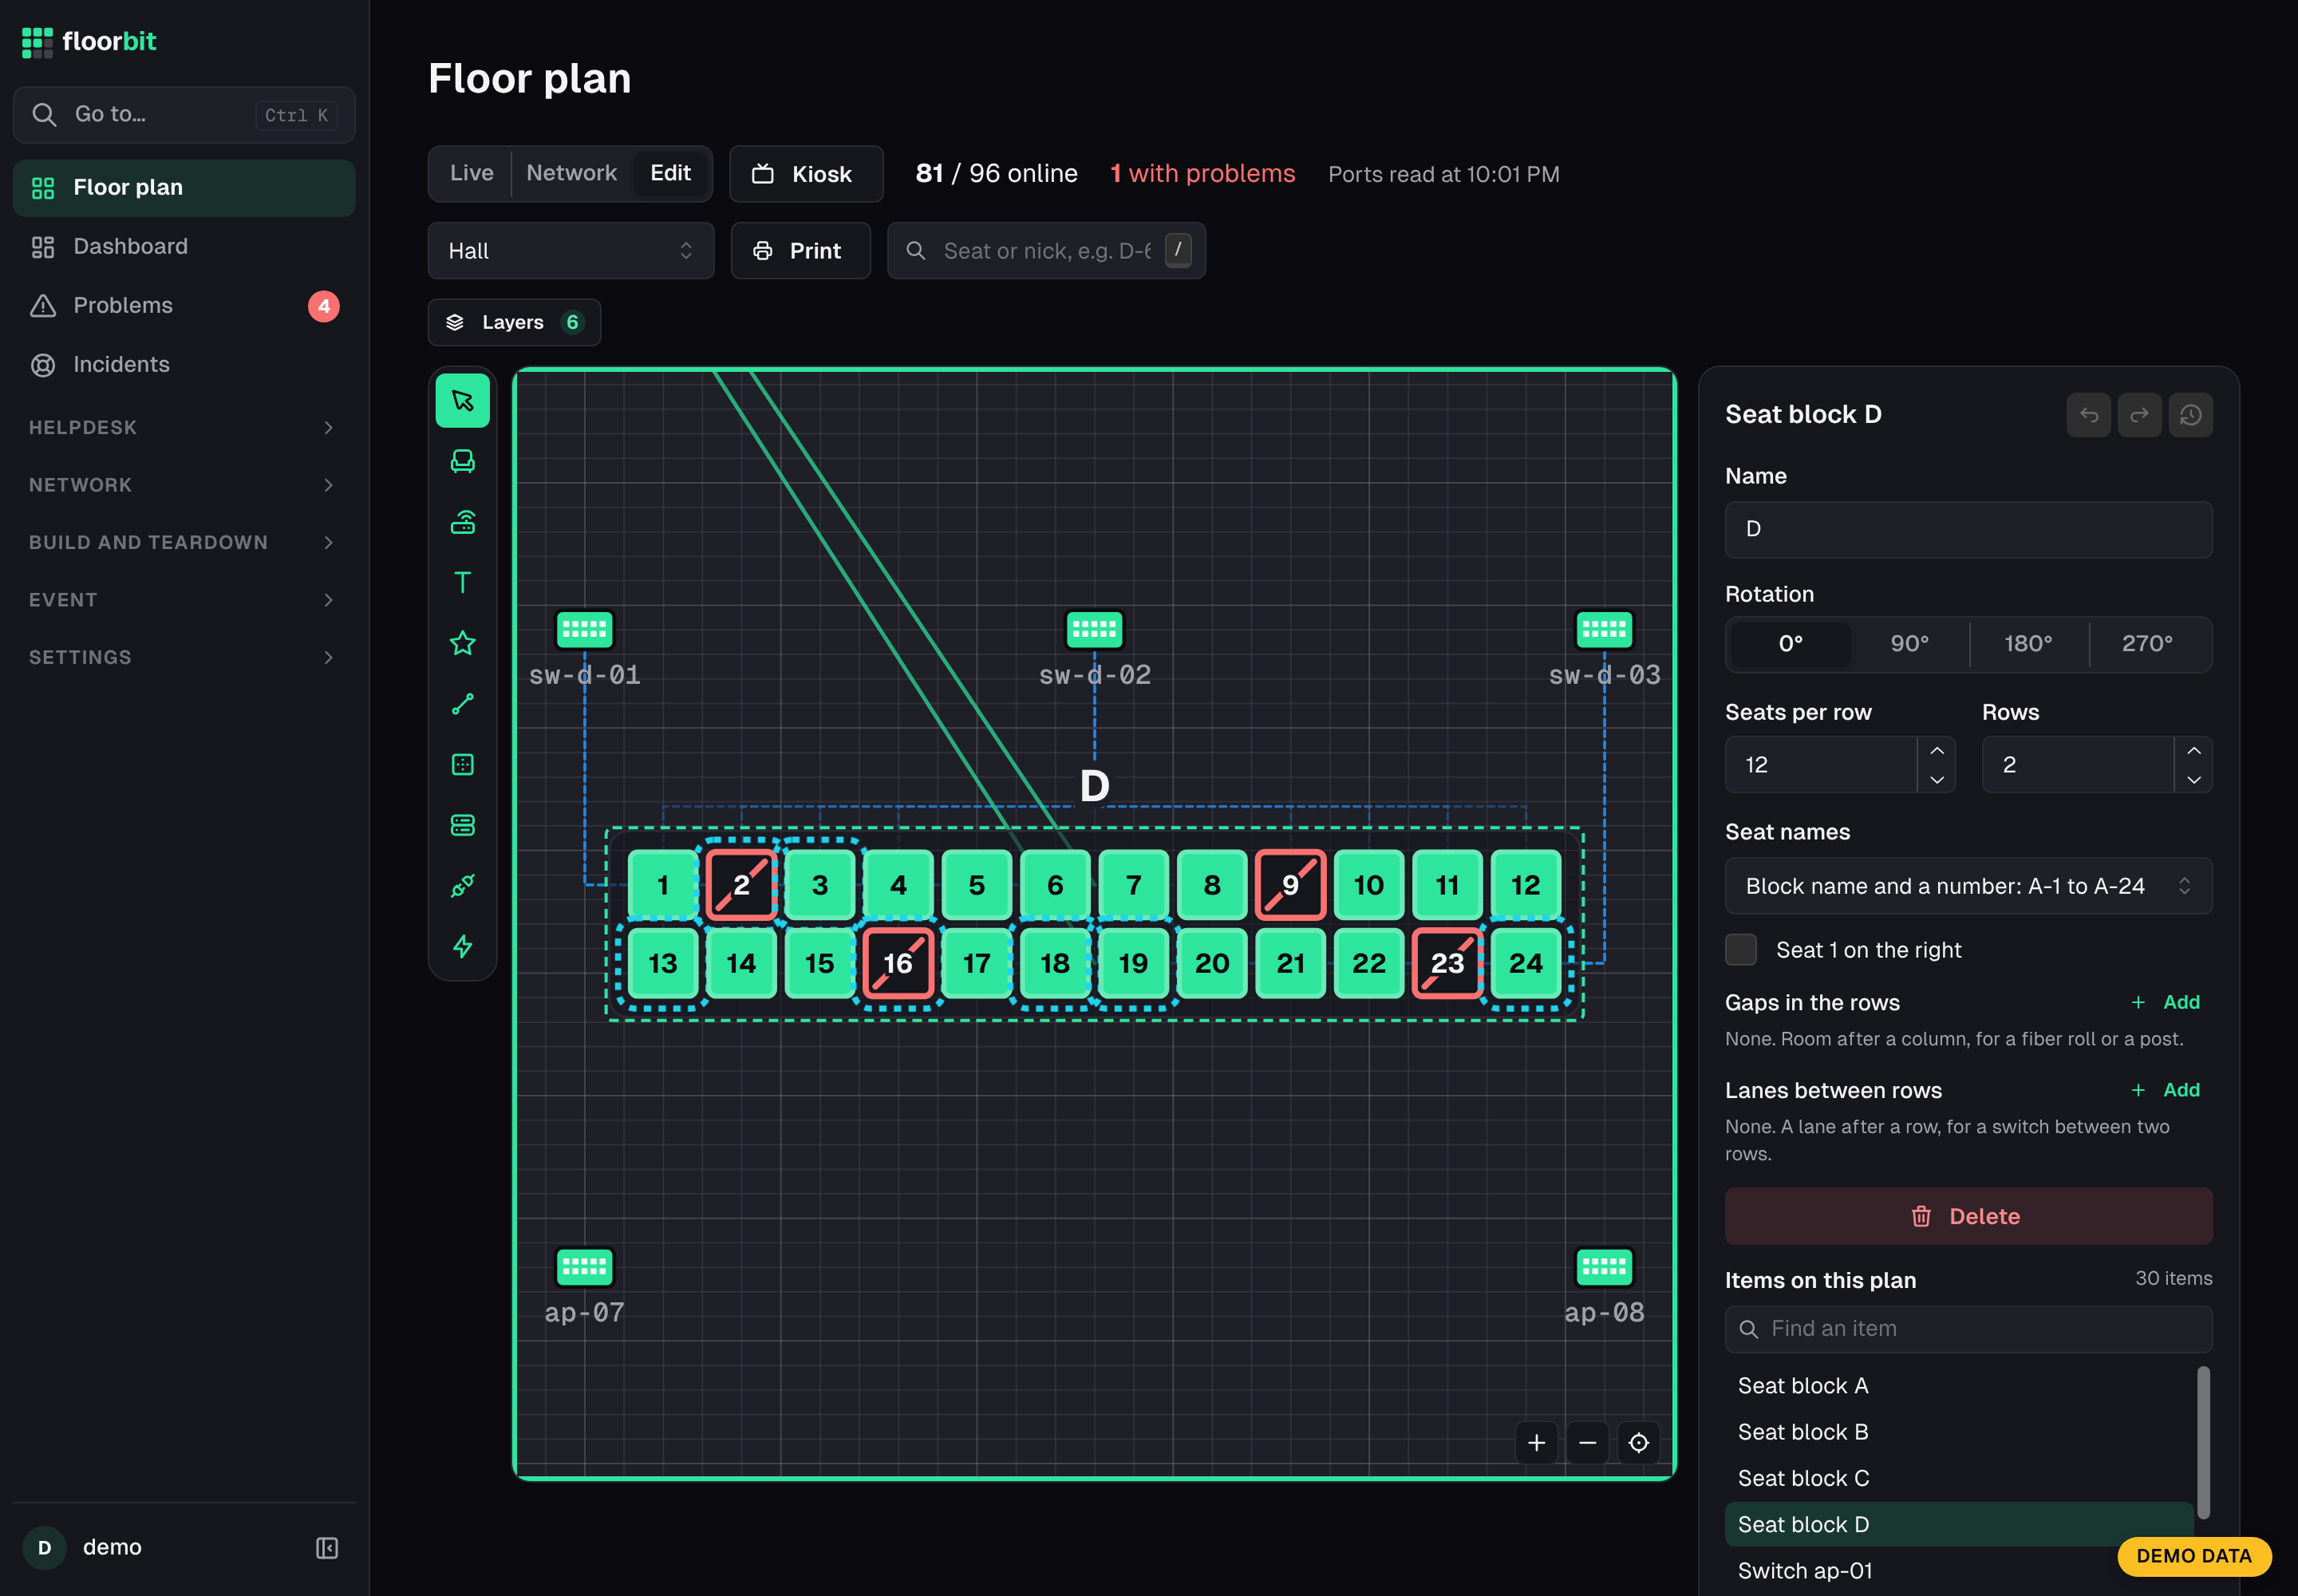 floorbit
Go to...
Ctrl K
Floor plan
Dashboard
Problems
4
Incidents
HELPDESK
NETWORK
BUILD AND TEARDOWN
EVENT
SETTINGS
D
demo
Floor plan
Live
Network
Edit
Kiosk
81 / 96 online
1 with problems
Ports read at 10:01 PM
Hall
Print
Seat or nick, e.g. D-6
/
Layers 6
sw-d-01
sw-d-02
sw-d-03
D
1 2 3 4 5 6 7 8 9 10 11 12
13 14 15 16 17 18 19 20 21 22 23 24
ap-07
ap-08
Seat block D
Name
D
Rotation
0° 90° 180° 270°
Seats per row
Rows
12
2
Seat names
Block name and a number: A-1 to A-24
Seat 1 on the right
Gaps in the rows
+ Add
None. Room after a column, for a fiber roll or a post.
Lanes between rows
+ Add
None. A lane after a row, for a switch between two
rows.
Delete
Items on this plan
30 items
Find an item
Seat block A
Seat block B
Seat block C
Seat block D
Switch ap-01
DEMO DATA